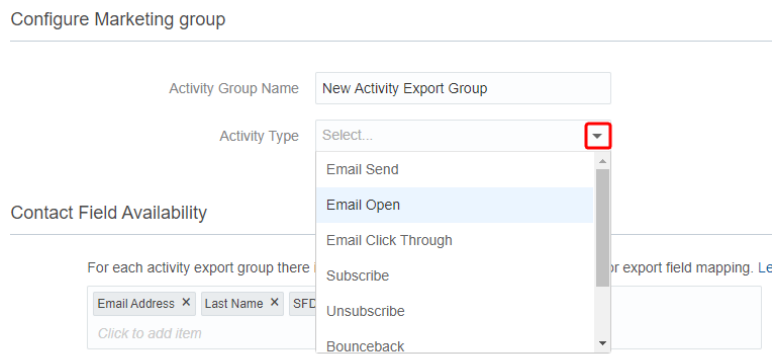 Configure Marketing group
Activity Group Name New Activity Export Group
Activity Type Select...
Email Send
Email Open
Contact Field Availability
Email Click Through
For each activity export group there or export field mapping. Le
Subscribe
Email Address × Last Name × SFD
Unsubscribe
Click to add item
Bounceback